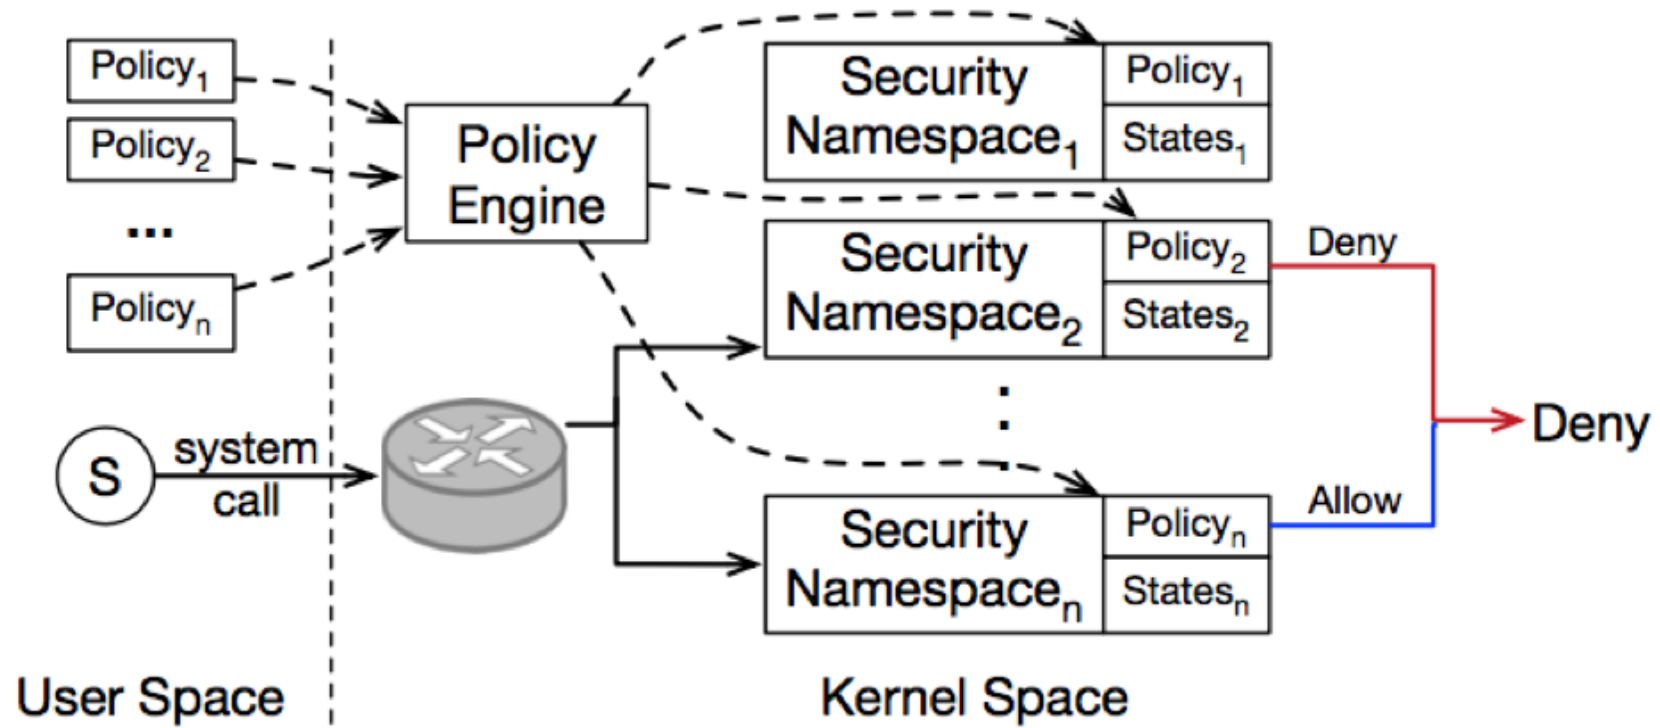 Policy₁
Policy₂
...
Policyₙ
Policy
Engine
Security
Namespace₁
Policy₁
States₁
Security
Namespace₂
Policy₂
States₂
Deny
S
system
call
Security
Namespaceₙ
Policyₙ
Statesₙ
Allow
Deny
User Space
Kernel Space